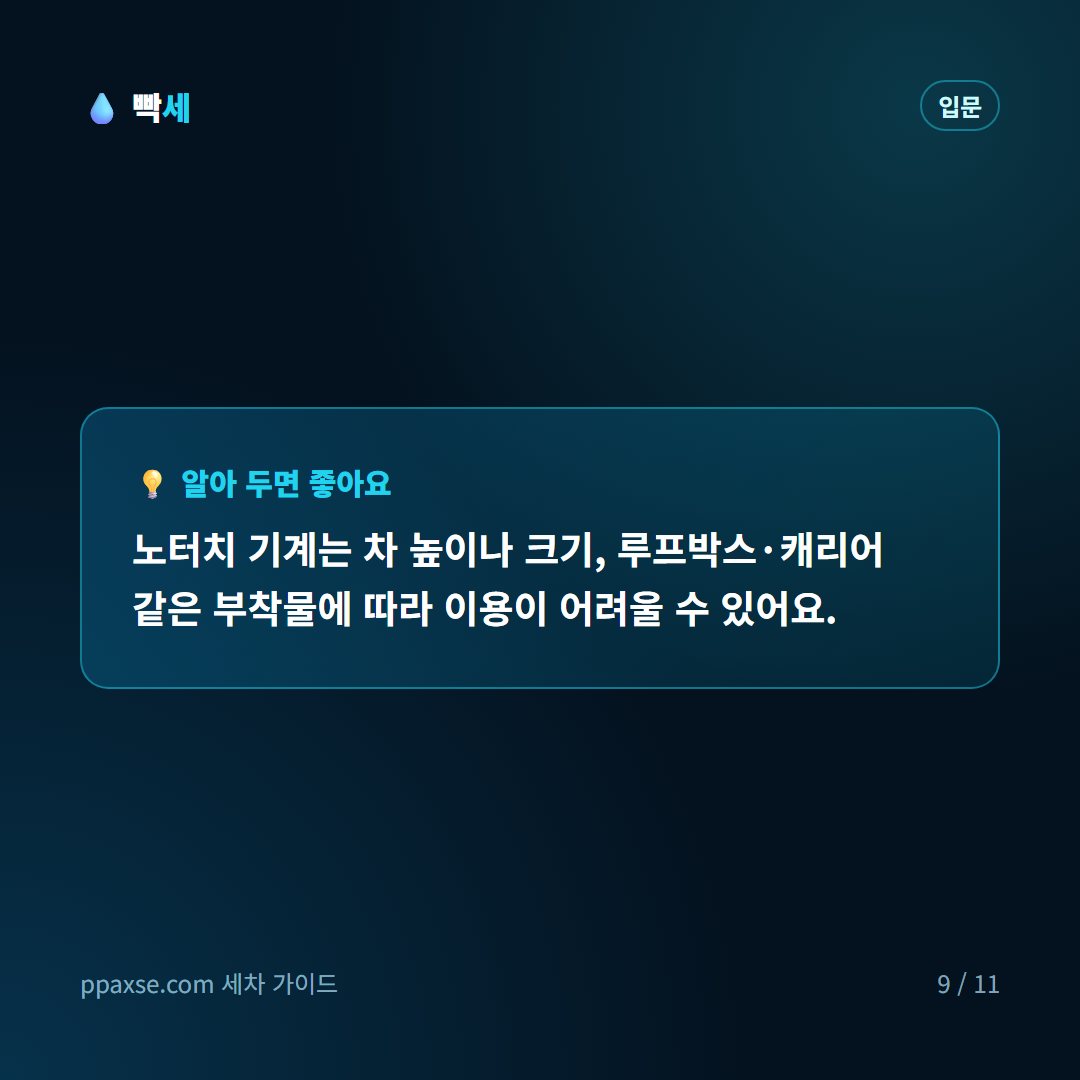 빡세
입문
알아 두면 좋아요
노터치 기계는 차 높이나 크기, 루프박스·캐리어
같은 부착물에 따라 이용이 어려울 수 있어요.
ppaxse.com 세차 가이드
9 / 11